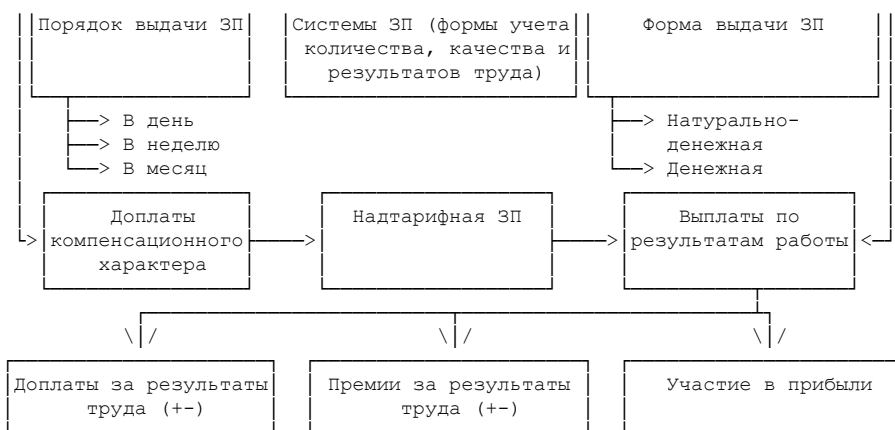 Порядок выдачи ЗП
Системы ЗП (формы учета
количества, качества и
результатов труда)
Форма выдачи ЗП
В день
В неделю
В месяц
Натурально-
денежная
Денежная
Доплаты
компенсационного
характера
Надтарифная ЗП
Выплаты по
результатам работы
Доплаты за результаты
труда (+-)
Премии за результаты
труда (+-)
Участие в прибыли